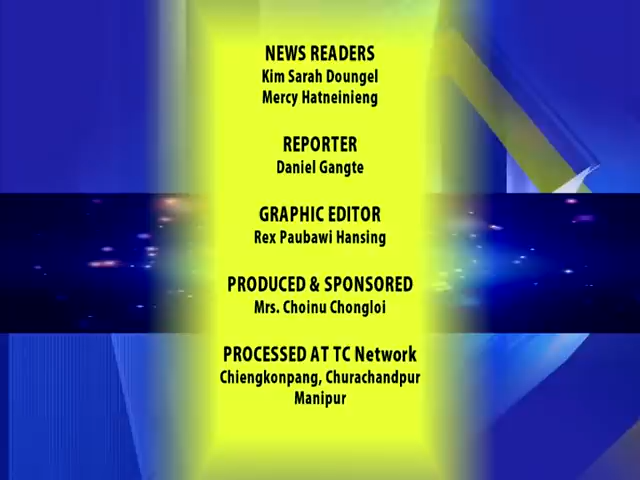 NEWS READERS
Kim Sarah Doungel
Mercy Hatneinieng
REPORTER
Daniel Gangte
GRAPHIC EDITOR
Rex Paubawi Hansing
PRODUCED & SPONSORED
Mrs. Choinu Chongloi
PROCESSED AT TC Network
Chiengkonpang, Churachandpur
Manipur